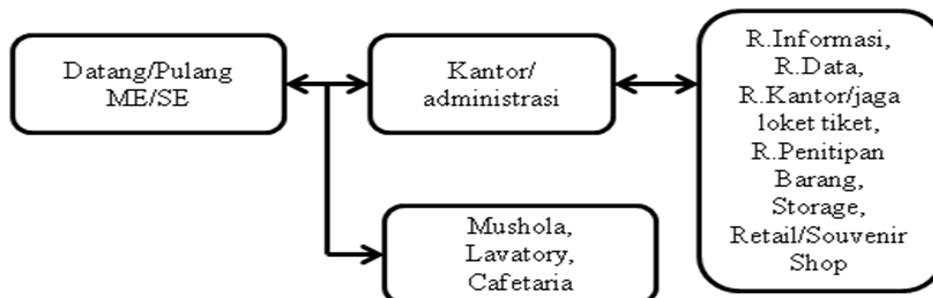 Datang/Pulang
ME/SE
Kantor/
administrasi
R.Informasi,
R.Data,
R.Kantor/jaga
loket tiket,
R.Penitipan
Barang,
Storage,
Retail/Souvenir
Shop
Mushola,
Lavatory,
Cafetaria